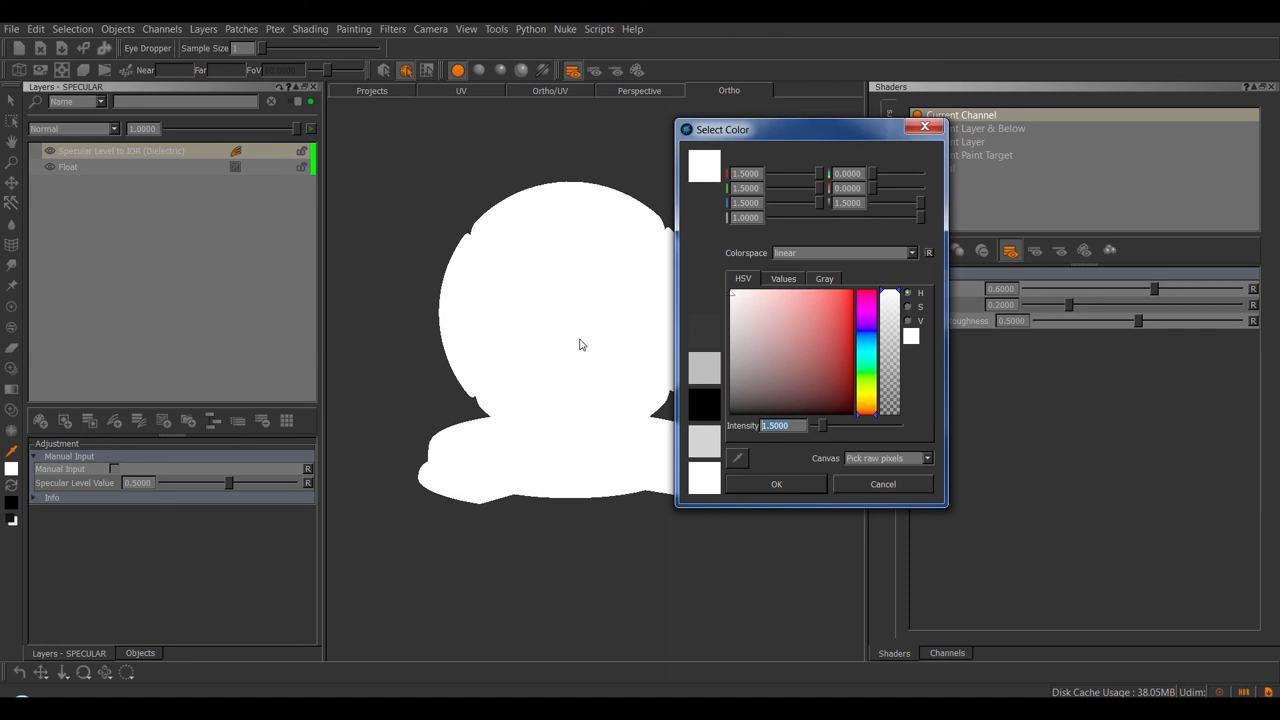 File Edit Selection Objects Channels Layers Patches Ptex Shading Painting Filters Camera View Tools Python Nuke Scripts Help
Eye Dropper Sample Size 1
Near Far FoV
Layers - SPECULAR
Projects UV Ortho/UV Perspective Ortho
Shaders
Name
Normal 1.0000
Specular Level to IOR (Dielectric)
Float
Current Channel
nt Layer & Below
nt Layer
nt Paint Target
Select Color
1.5000 0.0000
1.5000 0.0000
1.5000 1.5000
1.0000
Colorspace linear R
HSV Values Gray
H
S
V
Intensity 1.5000
Canvas Pick raw pixels
OK Cancel
0.6000 R
0.2000 R
oughness 0.5000 R
Adjustment
Manual Input
Manual Input R
Specular Level Value 0.5000 R
Info
Layers - SPECULAR Objects
Shaders Channels
Disk Cache Usage : 38.05MB Udim: